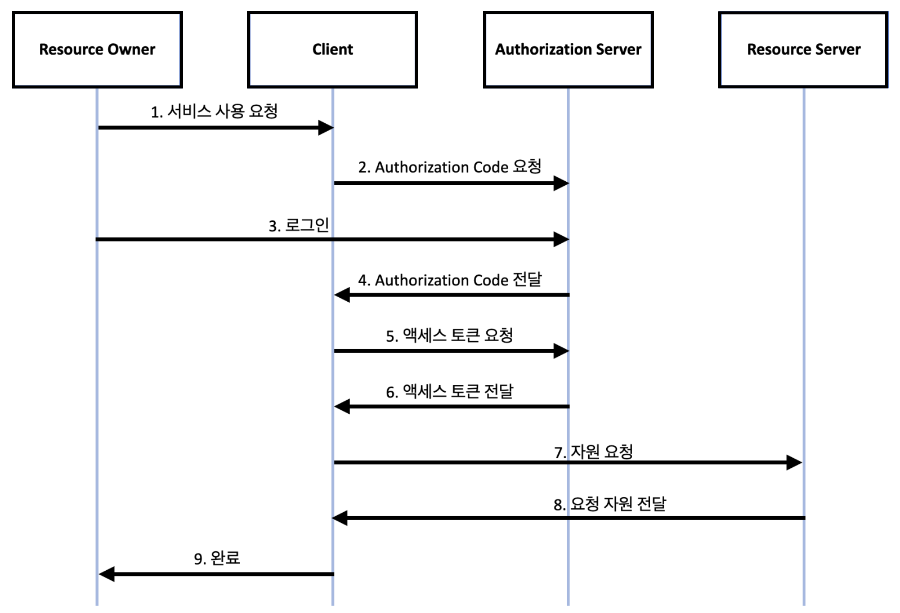 Resource Owner
Client
Authorization Server
Resource Server
1. 서비스 사용 요청
2. Authorization Code 요청
3. 로그인
4. Authorization Code 전달
5. 액세스 토큰 요청
6. 액세스 토큰 전달
7. 자원 요청
8. 요청 자원 전달
9. 완료